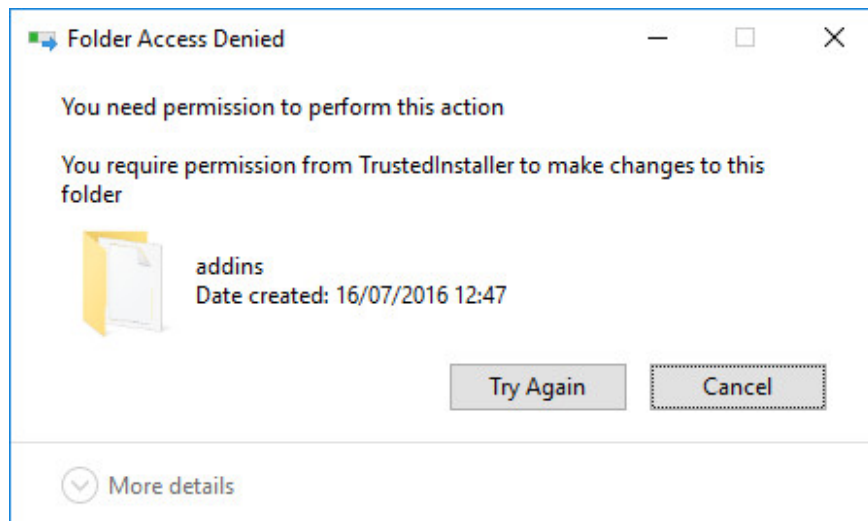 Folder Access Denied
You need permission to perform this action
You require permission from TrustedInstaller to make changes to this
folder
addins
Date created: 16/07/2016 12:47
Try Again
Cancel
More details